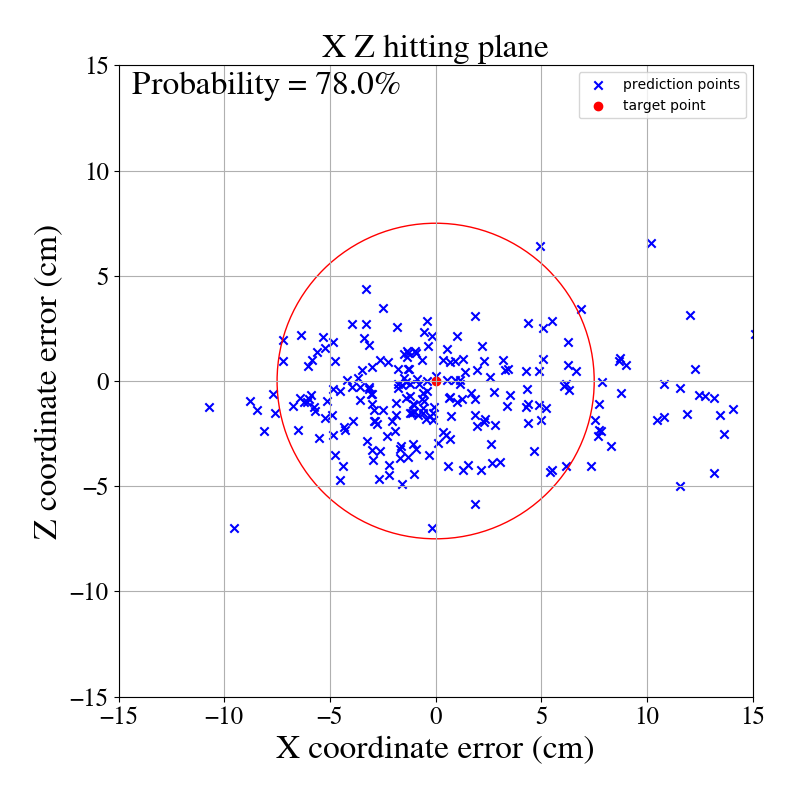 X Z hitting plane
Probability = 78.0%
prediction points
target point
15
10
5
0
−5
−10
−15
Z coordinate error (cm)
−15 −10 −5 0 5 10 15
X coordinate error (cm)